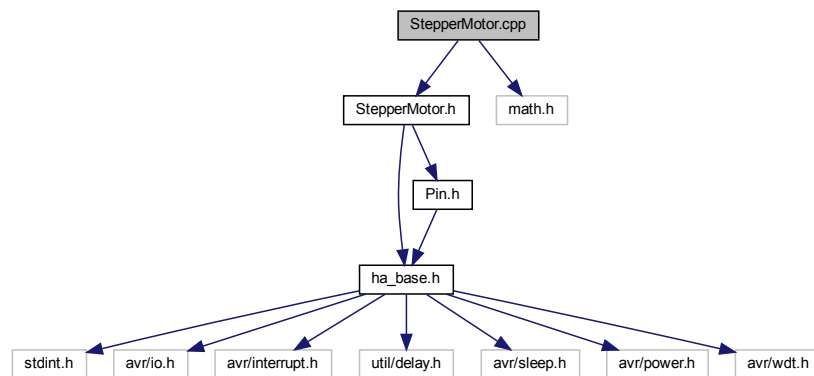 StepperMotor.cpp
StepperMotor.h
math.h
Pin.h
ha_base.h
stdint.h
avr/io.h
avr/interrupt.h
util/delay.h
avr/sleep.h
avr/power.h
avr/wdt.h